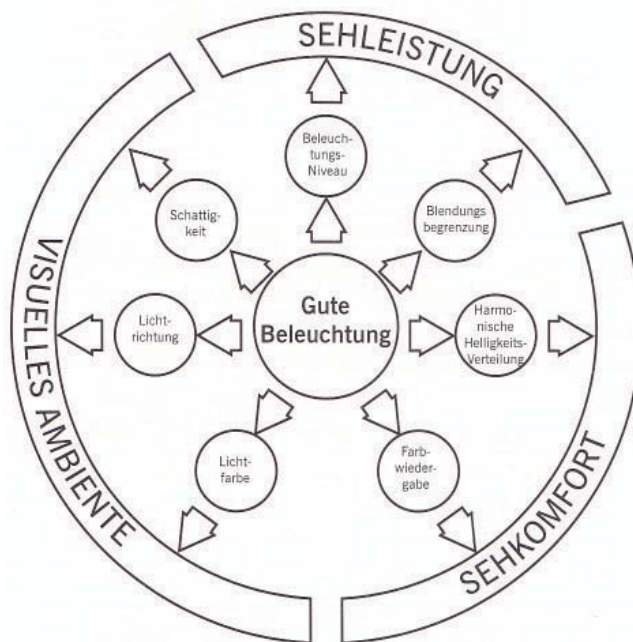 SEHLEISTUNG
Beleuch-
tungs-
Niveau
Schattig-
keit
Blendungs
begrenzung
VISUELLES AMBIENTE
Gute
Beleuchtung
Licht-
richtung
Harmo-
nische
Helligkeits-
Verteilung
Licht-
farbe
Farb-
wieder-
gabe
SEHKOMFORT